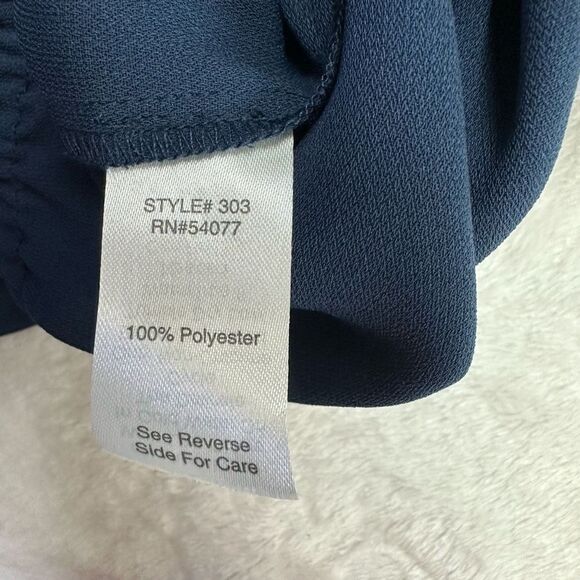 STYLE# 303
RN#54077
100% Polyester
See Reverse
Side For Care